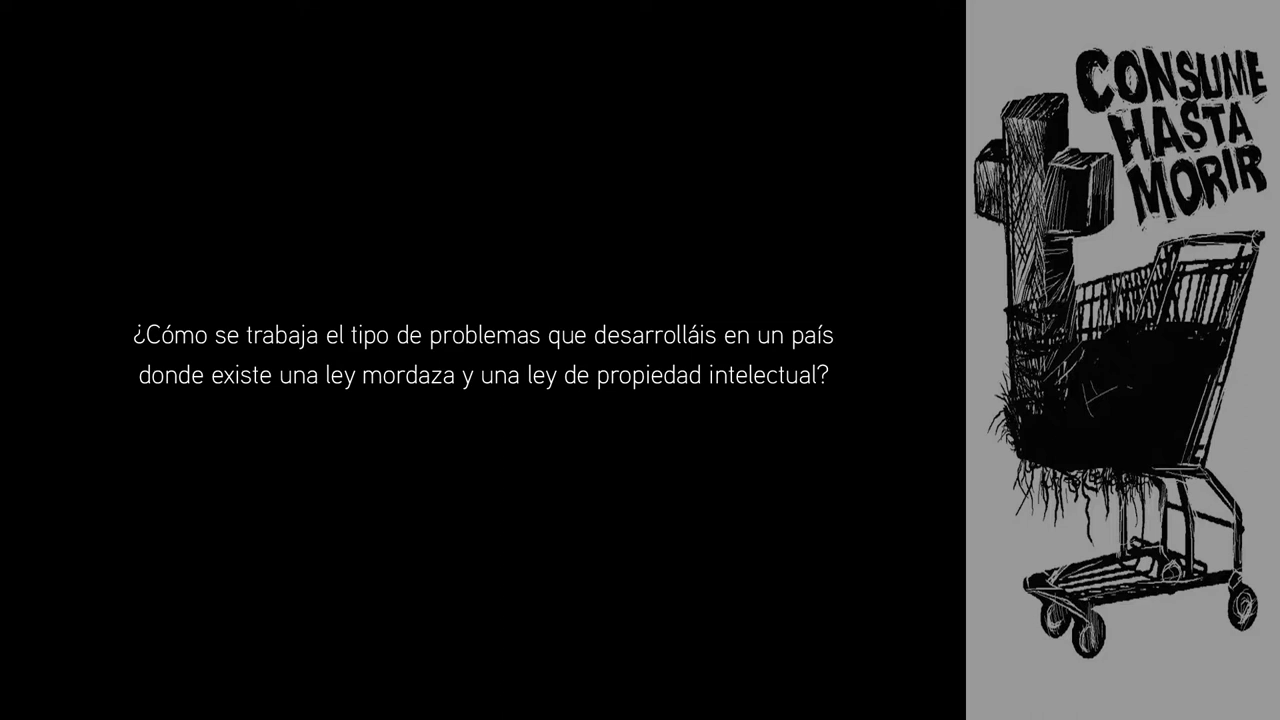 ¿Cómo se trabaja el tipo de problemas que desarrolláis en un país
donde existe una ley mordaza y una ley de propiedad intelectual?
CONSUME
HASTA
MORIR